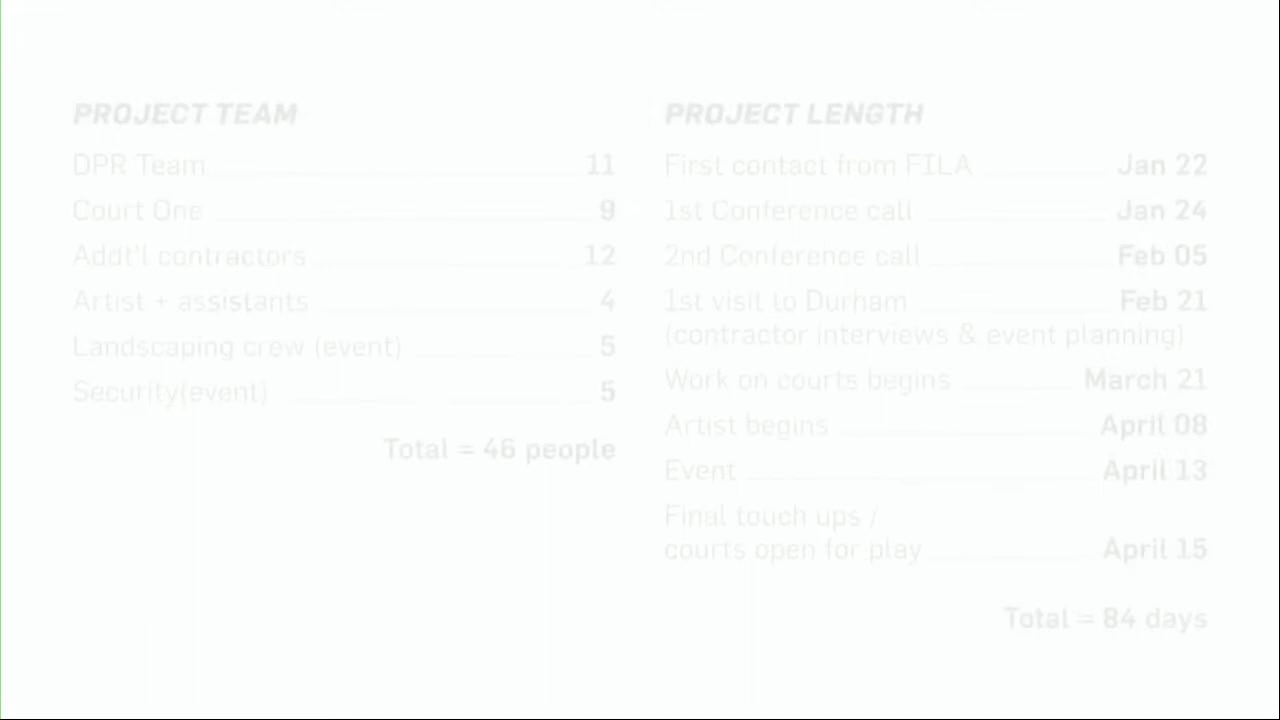 PROJECT TEAM
DPR Team 11
Court One 9
Addt'l contractors 12
Artist + assistants 4
Landscaping crew (event) 5
Security(event) 5
Total = 46 people
PROJECT LENGTH
First contact from FILA Jan 22
1st Conference call Jan 24
2nd Conference call Feb 05
1st visit to Durham Feb 21
(contractor interviews & event planning)
Work on courts begins March 21
Artist begins April 08
Event April 13
Final touch ups /
courts open for play April 15
Total = 84 days